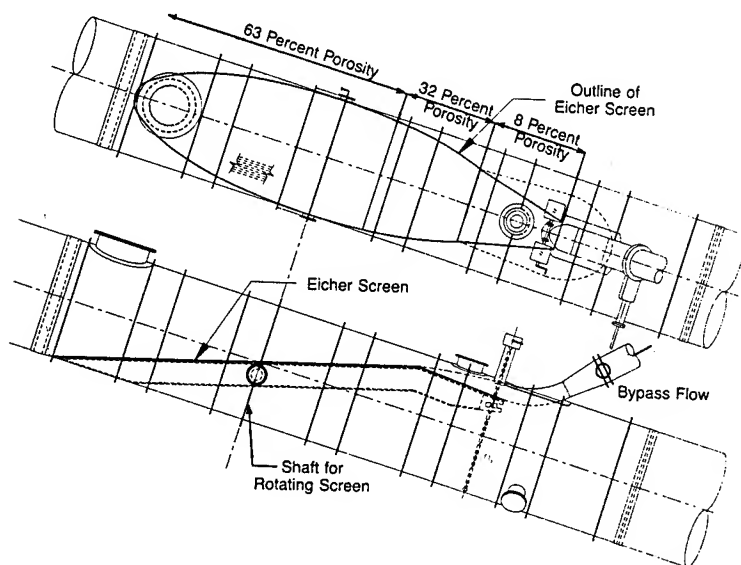 63 Percent Porosity
32 Percent
Porosity
8 Percent
Porosity
Outline of
Eicher Screen
Eicher Screen
Bypass Flow
Shaft for
Rotating Screen